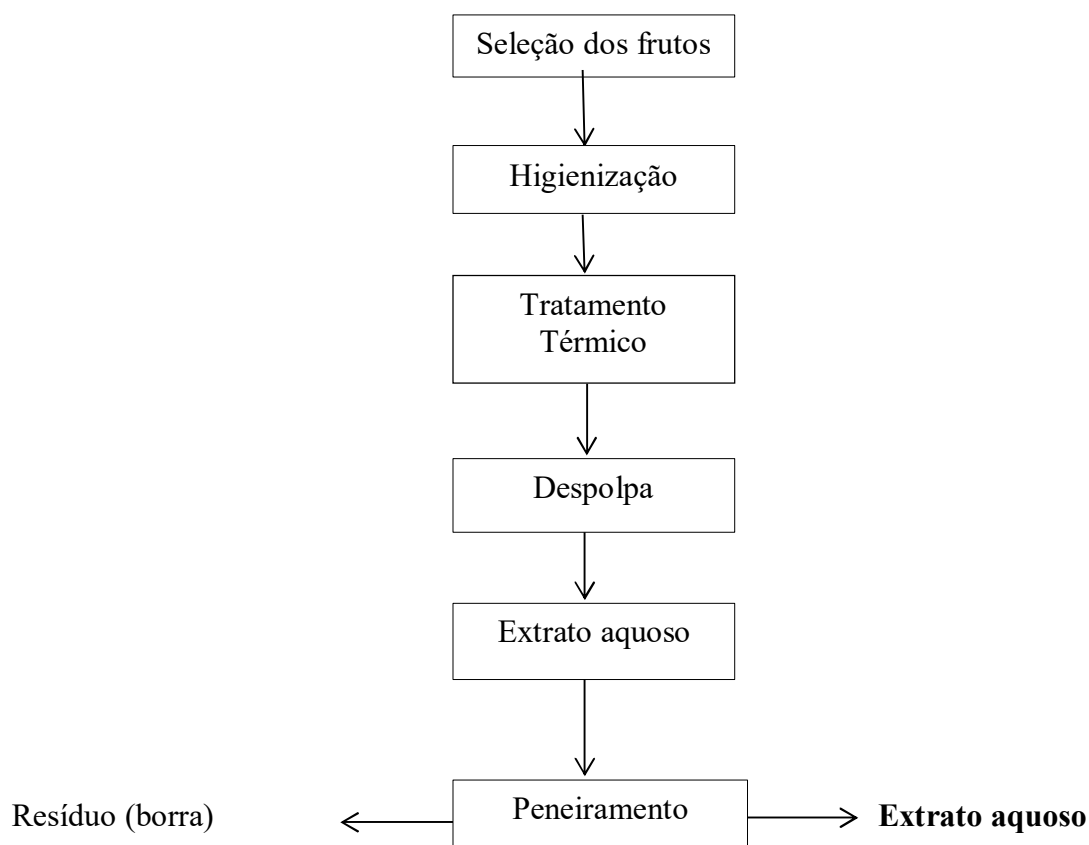 Seleção dos frutos
Higienização
Tratamento
Térmico
Despolpa
Extrato aquoso
Resíduo (borra)
Peneiramento
Extrato aquoso